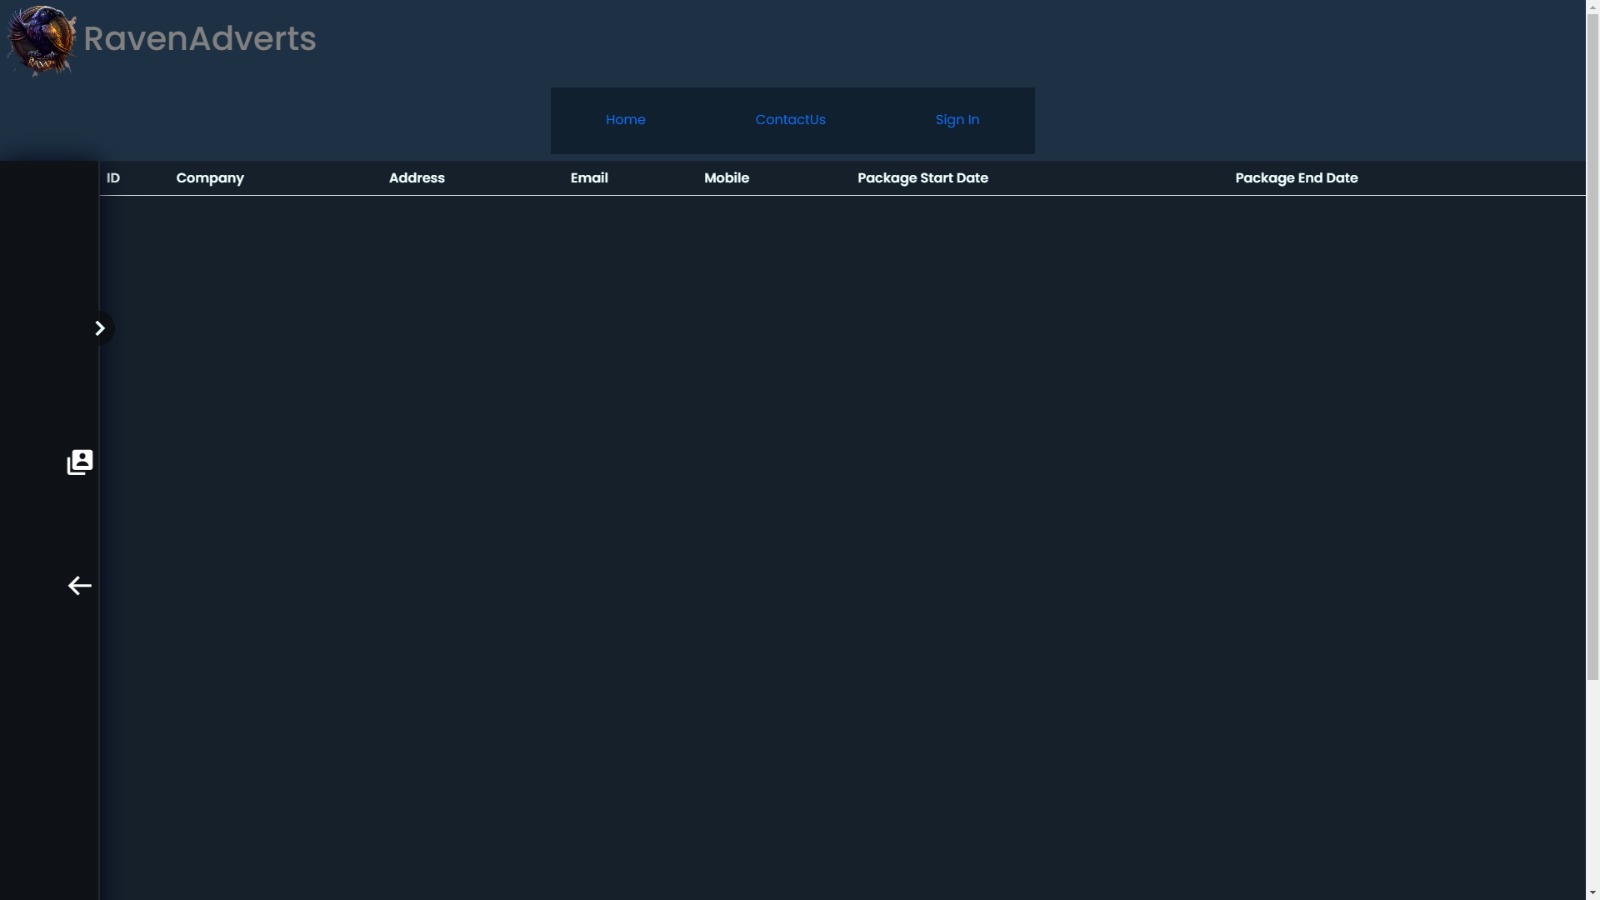 RavenAdverts
Home ContactUs Sign In
ID Company Address Email Mobile Package Start Date Package End Date